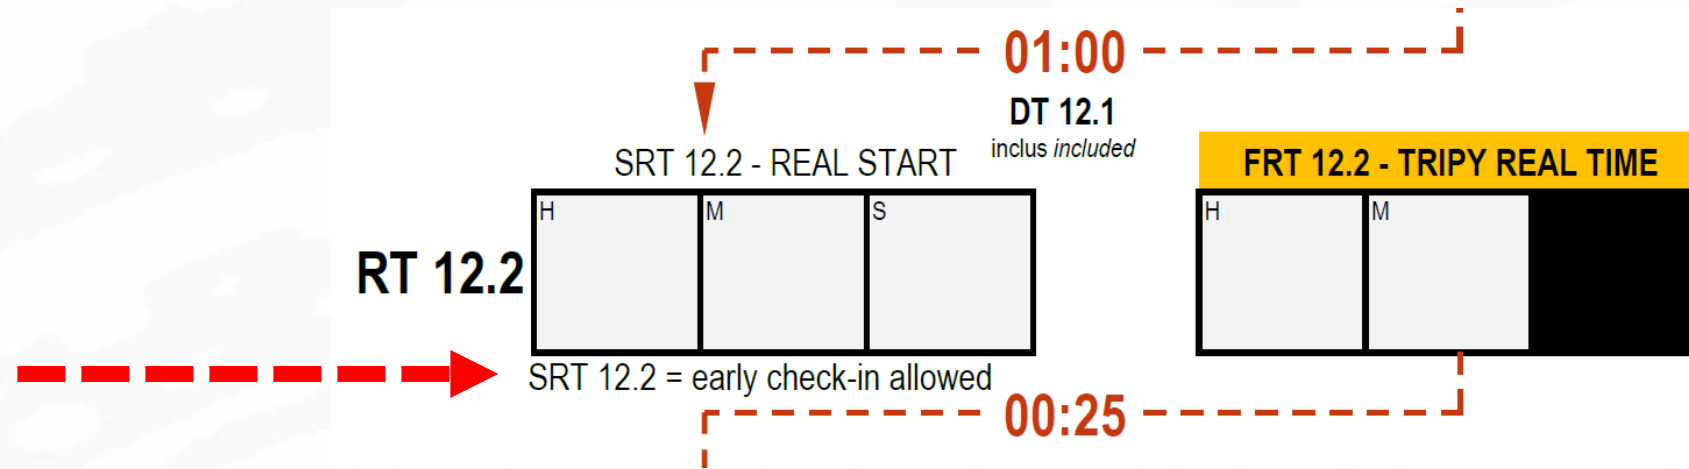 01:00
DT 12.1
inclus included
SRT 12.2 - REAL START
FRT 12.2 - TRIPY REAL TIME
H M S
H M
RT 12.2
SRT 12.2 = early check-in allowed
00:25